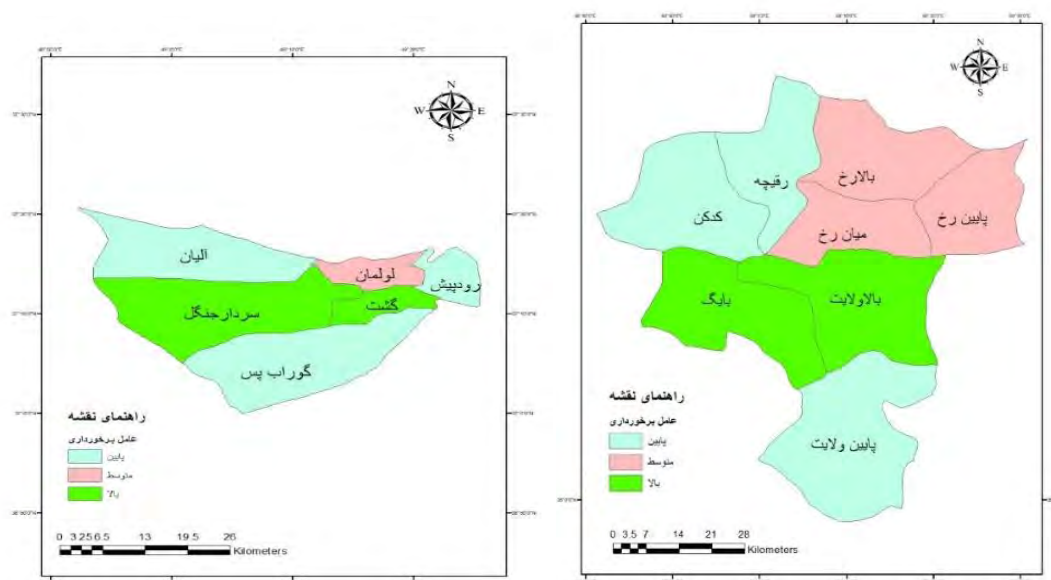 N
W E
S
آلیان
لولمان
رودپیش
گشت
سردارجنگل
گوراب پس
راهنمای نقشه
عامل برخورداری
پایین
متوسط
بالا
0 3.25 6.5 13 19.5 26
Kilometers
N
W E
S
بالارخ
رقیچه
پایین رخ
کدکن
میان رخ
بایگ
بالاولایت
پایین ولایت
راهنمای نقشه
عامل برخورداری
پایین
متوسط
بالا
0 3.5 7 14 21 28
Kilometers